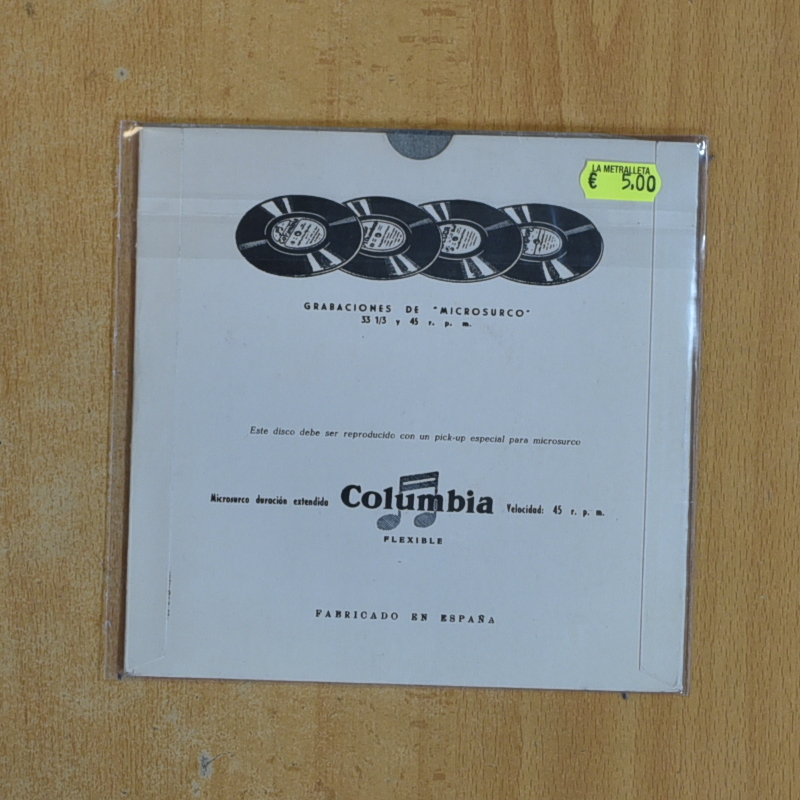 LA METRALLETA
€ 5,00
GRABACIONES DE "MICROSURCO"
33 1/3 y 45 r. p. m.
Este disco debe ser reproducido con un pick-up especial para microsurco
Microsurco duración extendida Columbia Velocidad: 45 r. p. m.
FLEXIBLE
FABRICADO EN ESPAÑA